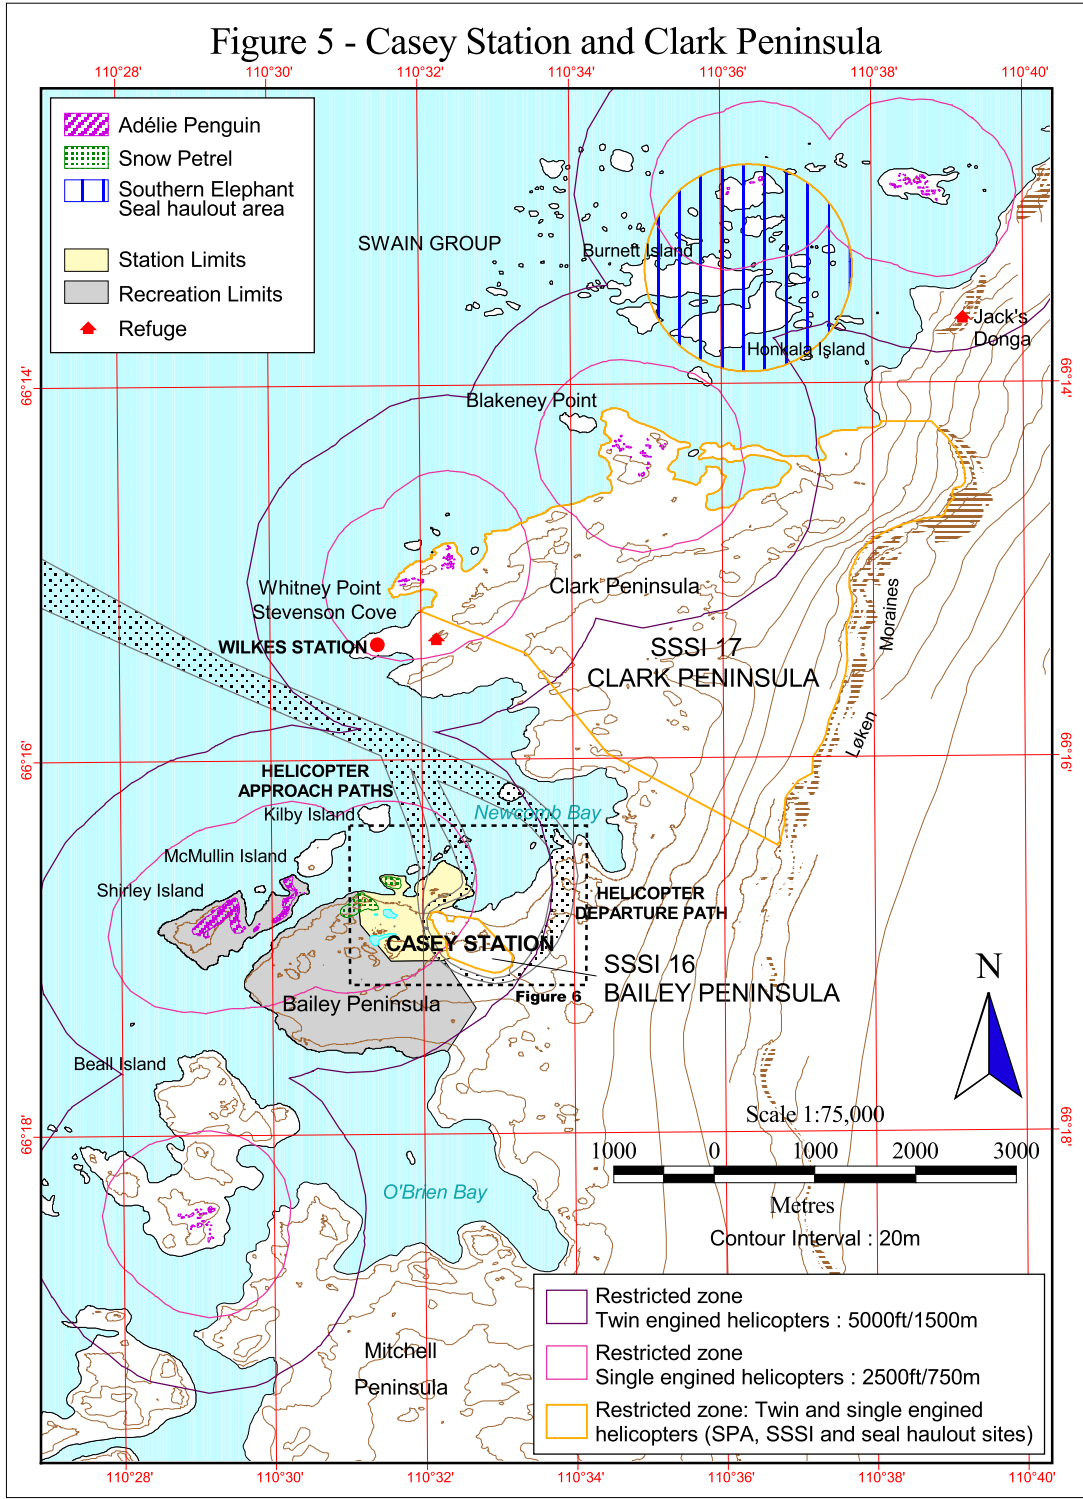 Figure 5 - Casey Station and Clark Peninsula
110°28' 110°30' 110°32' 110°34' 110°36' 110°38' 110°40'
Adélie Penguin
Snow Petrel
Southern Elephant
Seal haulout area
Station Limits
Recreation Limits
Refuge
SWAIN GROUP
Burnett Island
Jack's
Donga
Honkala Island
66°14'
66°14'
Blakeney Point
Whitney Point
Stevenson Cove
Clark Peninsula
WILKES STATION
SSSI 17
CLARK PENINSULA
Moraines
Løken
66°16'
66°16'
HELICOPTER
APPROACH PATHS
Kilby Island
Newcomb Bay
McMullin Island
Shirley Island
HELICOPTER
DEPARTURE PATH
CASEY STATION
SSSI 16
BAILEY PENINSULA
Figure 6
Bailey Peninsula
N
Beall Island
Scale 1:75,000
66°18'
66°18'
1000 0 1000 2000 3000
Metres
Contour Interval : 20m
O'Brien Bay
Mitchell
Peninsula
Restricted zone
Twin engined helicopters : 5000ft/1500m
Restricted zone
Single engined helicopters : 2500ft/750m
Restricted zone: Twin and single engined
helicopters (SPA, SSSI and seal haulout sites)
110°28' 110°30' 110°32' 110°34' 110°36' 110°38' 110°40'